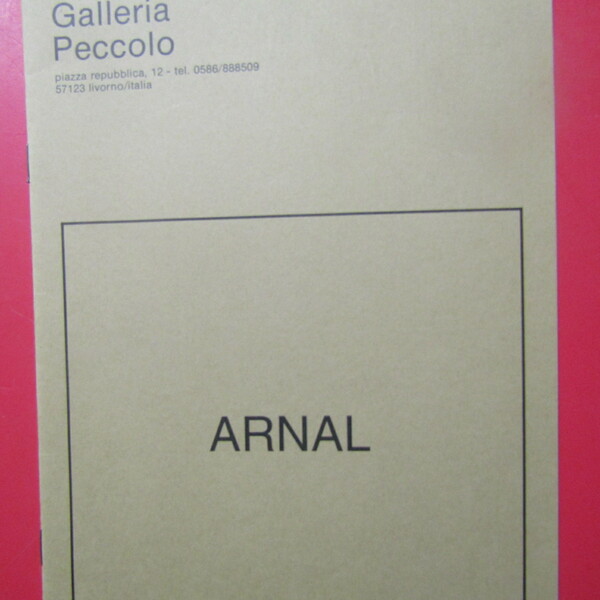 Galleria
Peccolo
piazza repubblica, 12 - tel. 0586/888509
57123 livorno/italia
ARNAL